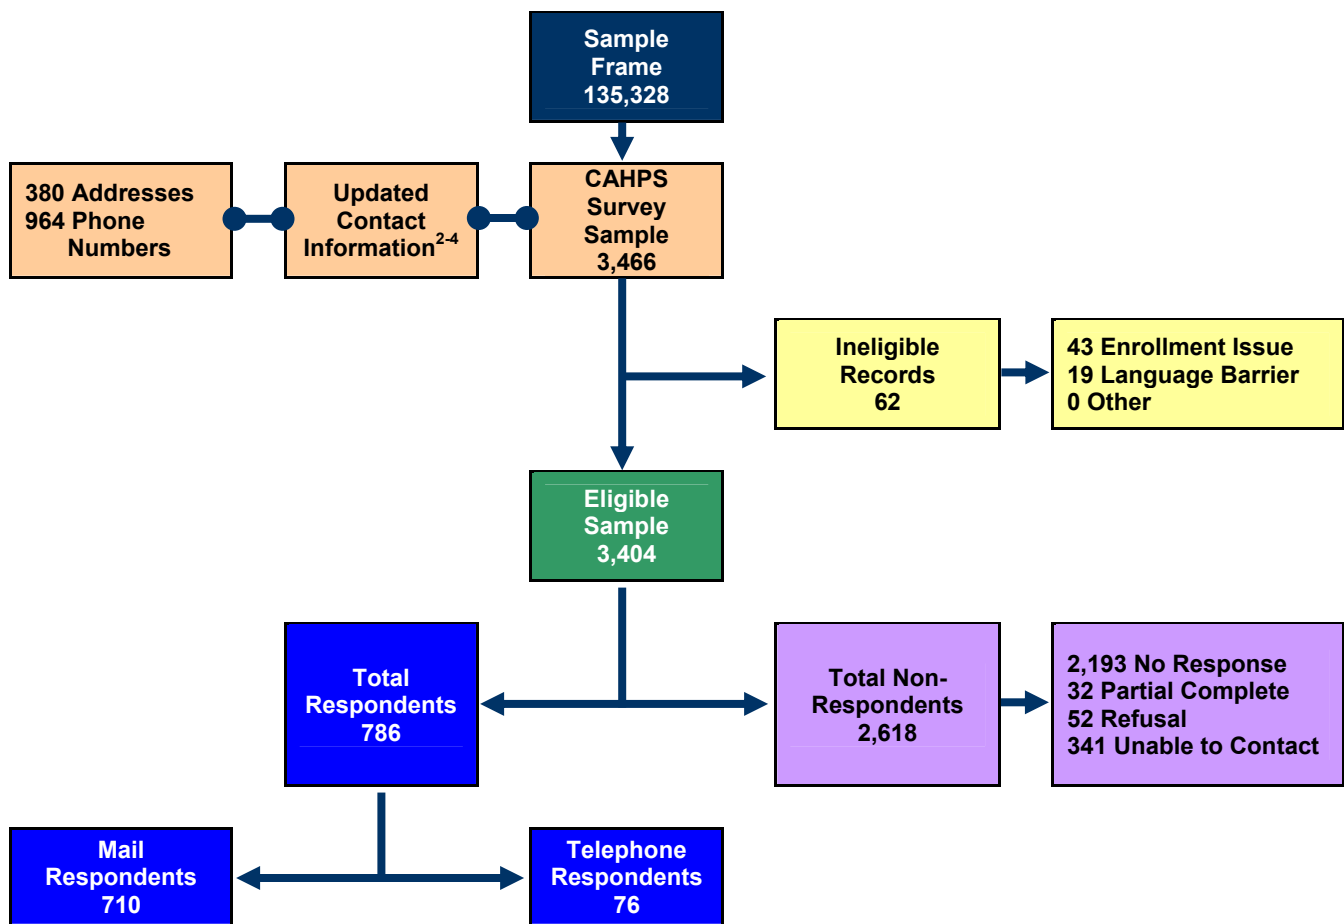 Sample
Frame
135,328
380 Addresses
964 Phone
Numbers
Updated
Contact
Information2-4
CAHPS
Survey
Sample
3,466
Ineligible
Records
62
43 Enrollment Issue
19 Language Barrier
0 Other
Eligible
Sample
3,404
Total
Respondents
786
Total Non-
Respondents
2,618
2,193 No Response
32 Partial Complete
52 Refusal
341 Unable to Contact
Mail
Respondents
710
Telephone
Respondents
76